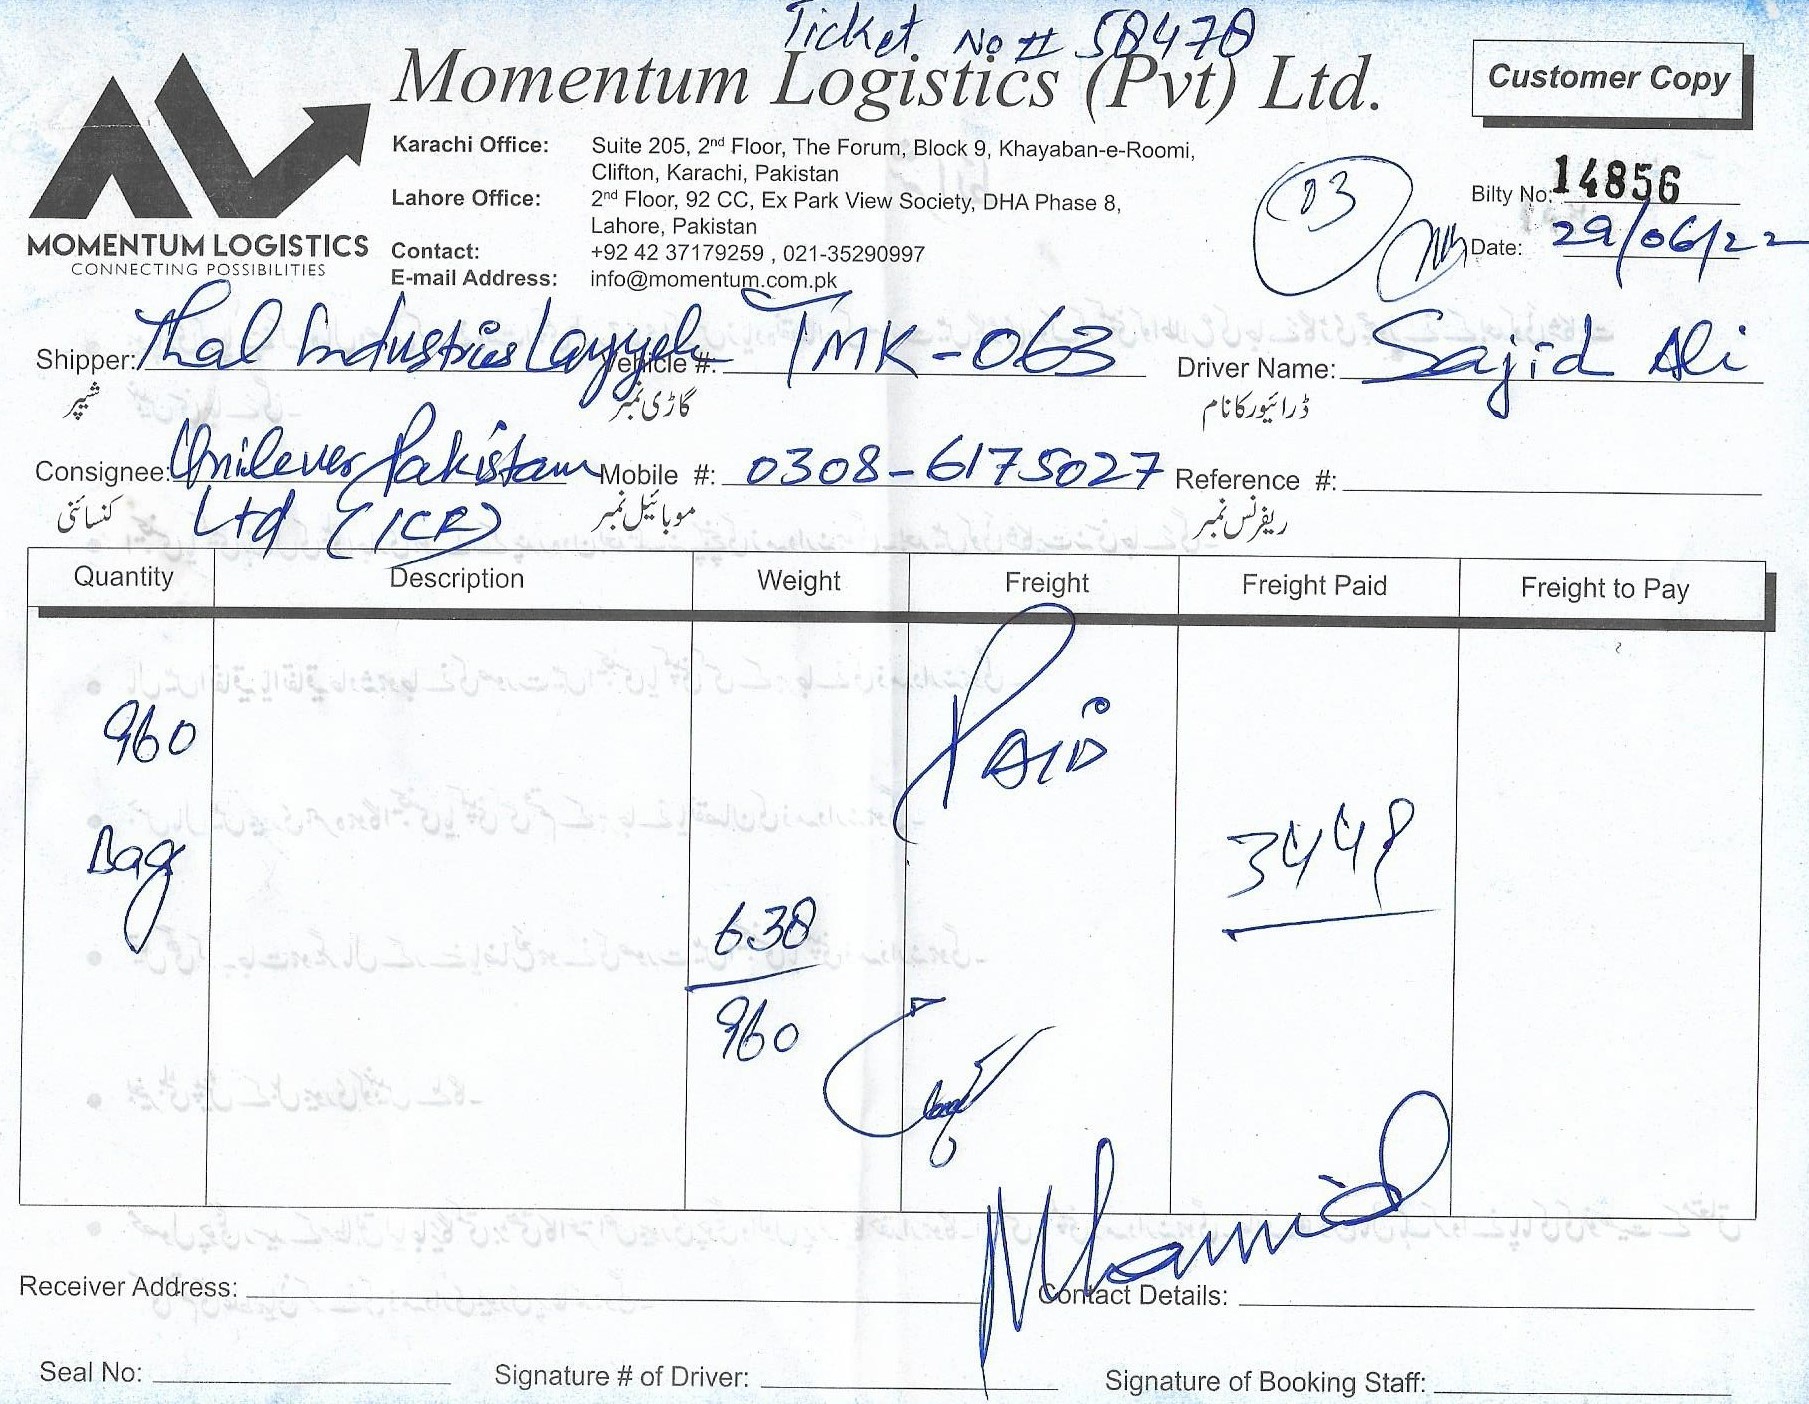 Ticket No # 58478
Momentum Logistics (Pvt) Ltd.
Customer Copy
MOMENTUM LOGISTICS
CONNECTING POSSIBILITIES
Karachi Office: Suite 205, 2nd Floor, The Forum, Block 9, Khayaban-e-Roomi,
Clifton, Karachi, Pakistan
Lahore Office: 2nd Floor, 92 CC, Ex Park View Society, DHA Phase 8,
Lahore, Pakistan
Contact: +92 42 37179259 , 021-35290997
E-mail Address: info@momentum.com.pk
03
Bilty No: 14856
Date: 29/06/22
Shipper: Thal Industries Layyah Vehicle #: TMK-063 Driver Name: Sajid Ali
شیپر گاڑی نمبر ڈرائیور کا نام
Consignee: Unilever Pakistan Mobile #: 0308-6175027 Reference #:
Ltd (ICF)
کنسائنی موبائیل نمبر ریفرنس نمبر
Quantity Description Weight Freight Freight Paid Freight to Pay
960 PAID
Bag 3448
638
960
Receiver Address: Contact Details:
Seal No: Signature # of Driver: Signature of Booking Staff: